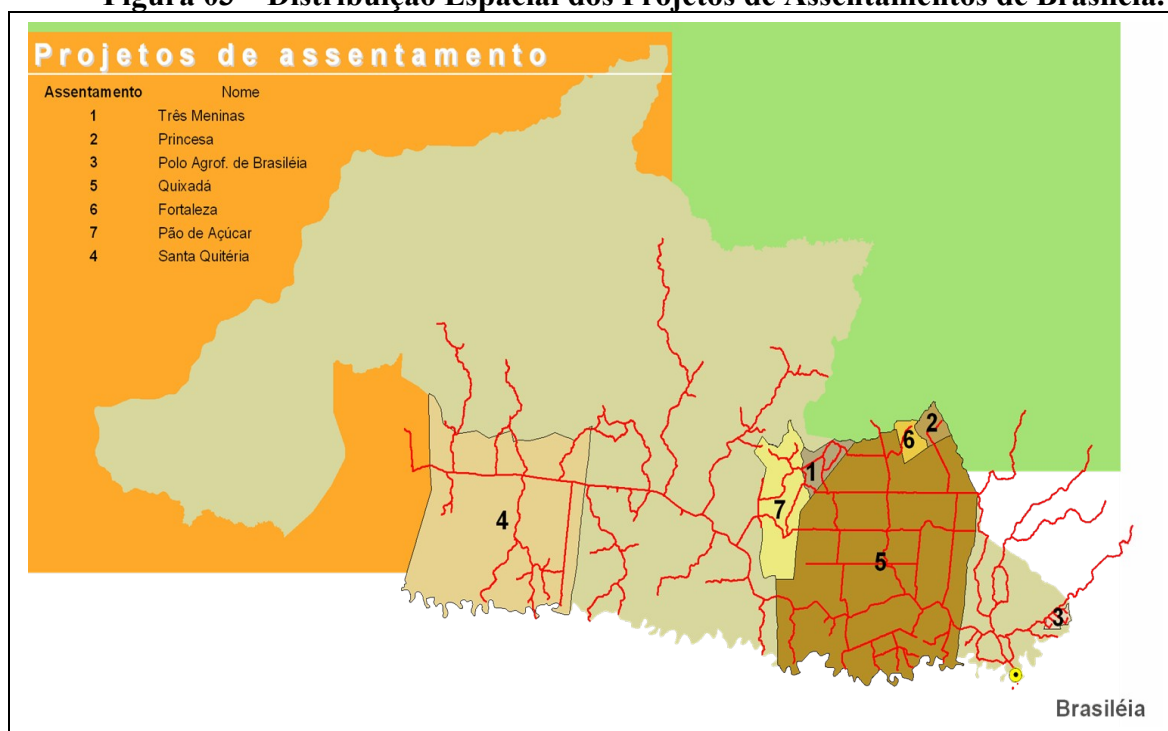 Figura 03 – Distribuição Espacial dos Projetos de Assentamentos de Brasiléia.
Projetos de assentamento
Assentamento Nome
1 Três Meninas
2 Princesa
3 Polo Agrof. de Brasiléia
5 Quixadá
6 Fortaleza
7 Pão de Açúcar
4 Santa Quitéria
2
6
1
7
4
5
3
Brasiléia